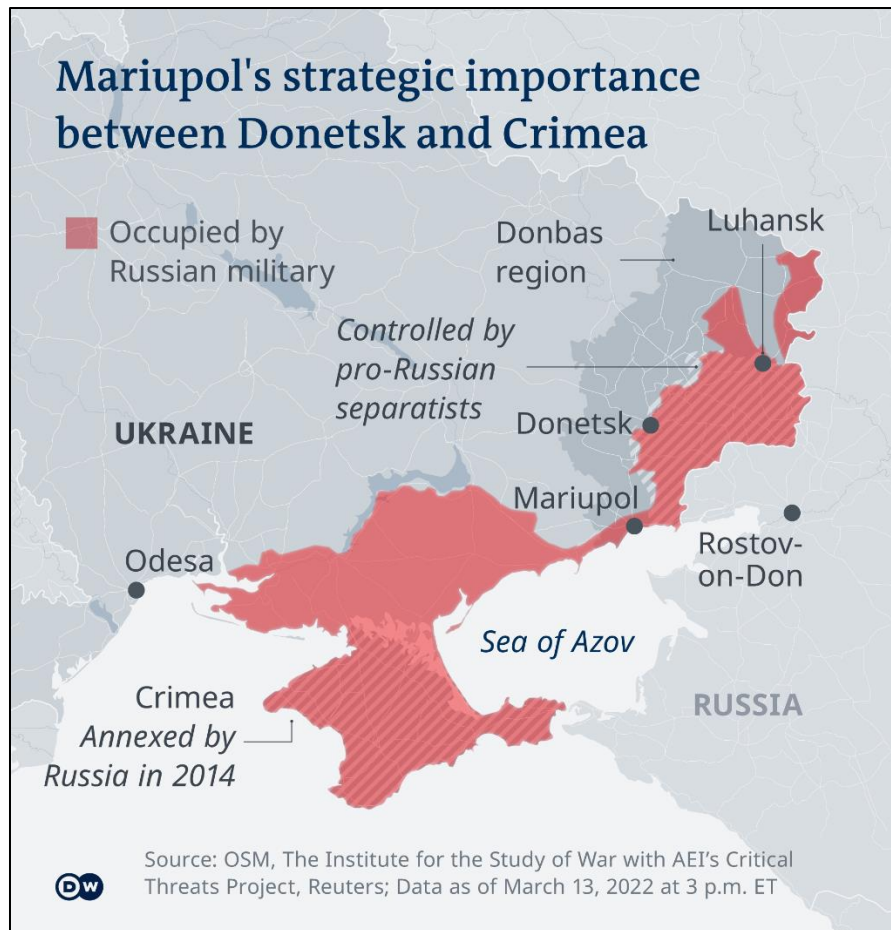 Mariupol's strategic importance
between Donetsk and Crimea
Occupied by
Russian military
Donbas
region
Luhansk
Controlled by
pro-Russian
separatists
UKRAINE
Donetsk
Mariupol
Rostov-
on-Don
Odesa
Sea of Azov
Crimea
Annexed by
Russia in 2014
RUSSIA
Source: OSM, The Institute for the Study of War with AEI’s Critical
Threats Project, Reuters; Data as of March 13, 2022 at 3 p.m. ET
DW